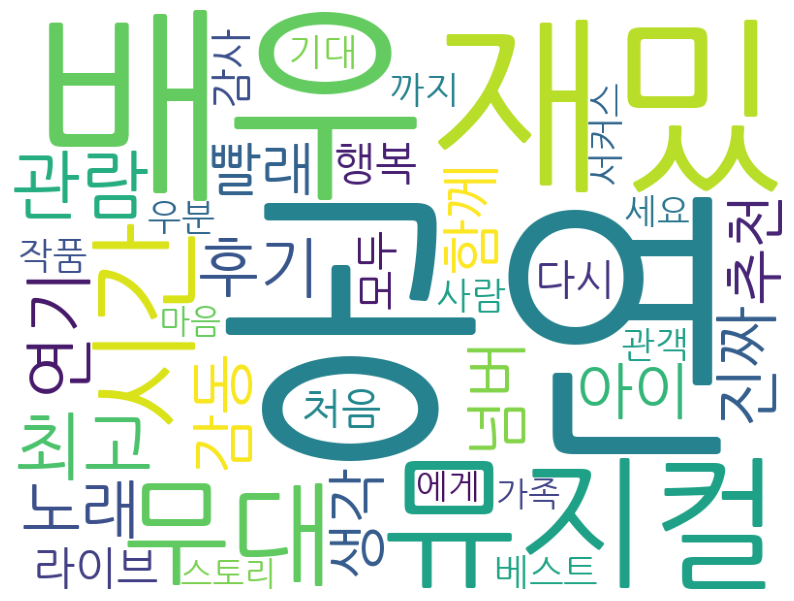 배우
재밌
공연
뮤지컬
무대
시간
감사
기대
까지
서커스
관람
빨래
행복
함께
세요
추천
우분
작품
후기
모두
다시
사람
연기
마음
관객
진짜
감동
처음
넘버
아이
최고
노래
생각
에게
가족
라이브
스토리
베스트